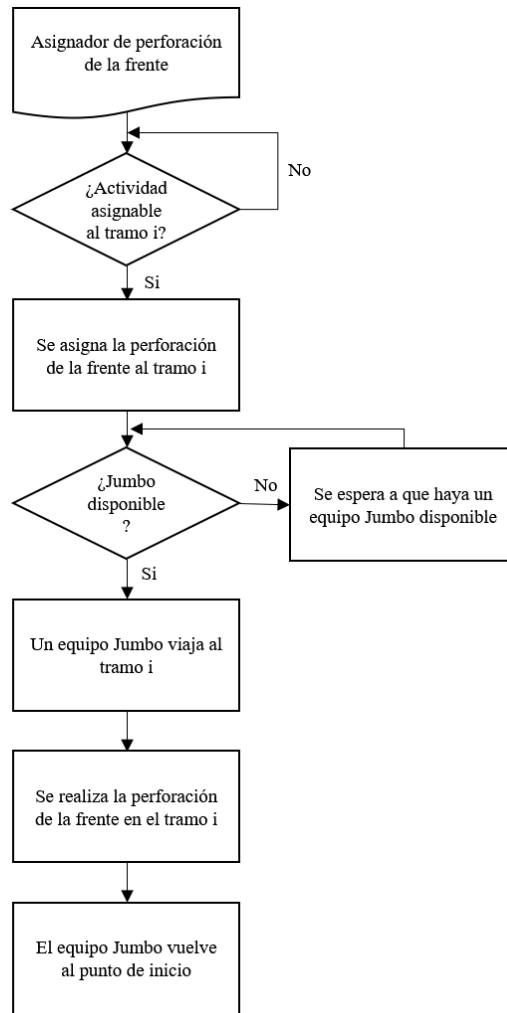 Asignador de perforación
de la frente
No
¿Actividad
asignable
al tramo i?
Si
Se asigna la perforación
de la frente al tramo i
¿Jumbo
disponible
?
No
Se espera a que haya un
equipo Jumbo disponible
Si
Un equipo Jumbo viaja al
tramo i
Se realiza la perforación
de la frente en el tramo i
El equipo Jumbo vuelve
al punto de inicio